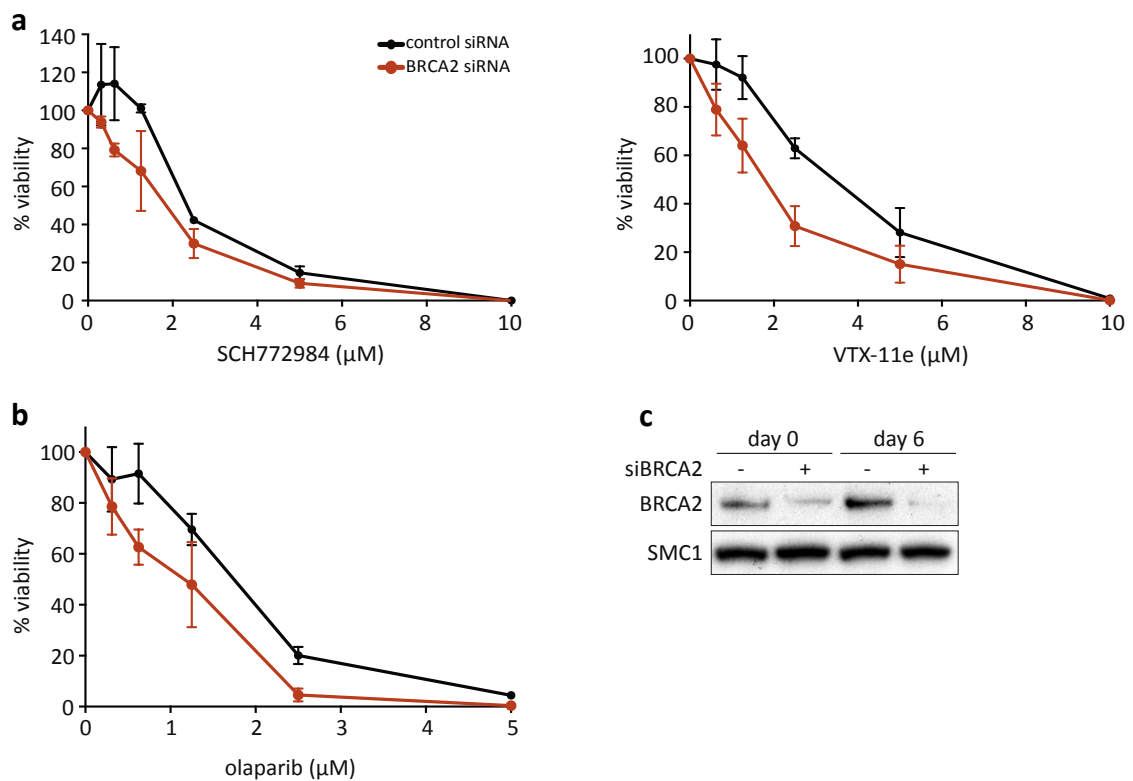 a
140
120
100
80
60
40
20
0
% viability
0 2 4 6 8 10
SCH772984 (µM)
control siRNA
BRCA2 siRNA
100
80
60
40
20
0
% viability
0 2 4 6 8 10
VTX-11e (µM)
b
100
80
60
40
20
0
% viability
0 1 2 3 4 5
olaparib (µM)
c
day 0 day 6
siBRCA2 - + - +
BRCA2
SMC1